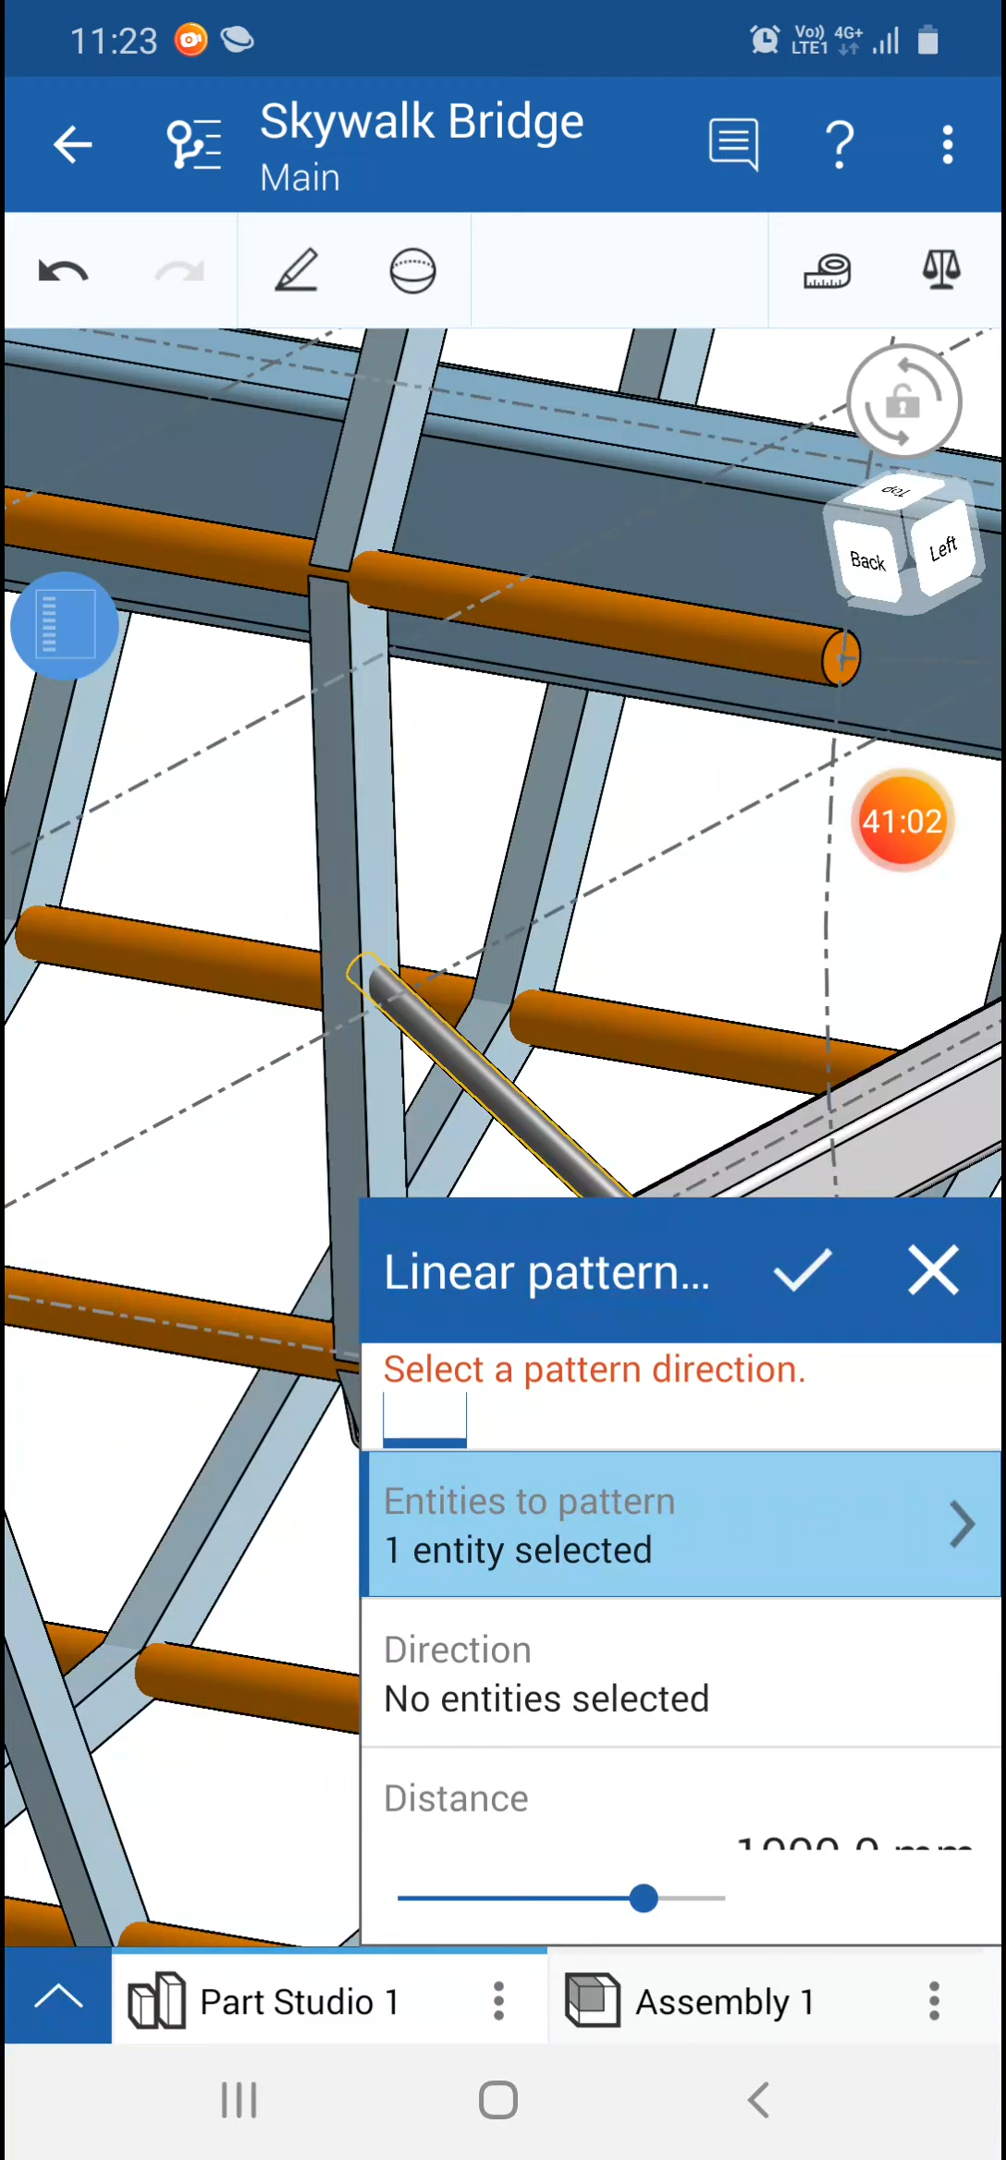 11:23
Vo)) 4G+
LTE1
Skywalk Bridge
Main
?
Top
Back
Left
41:02
Linear pattern...
Select a pattern direction.
Entities to pattern
1 entity selected
Direction
No entities selected
Distance
Part Studio 1
Assembly 1